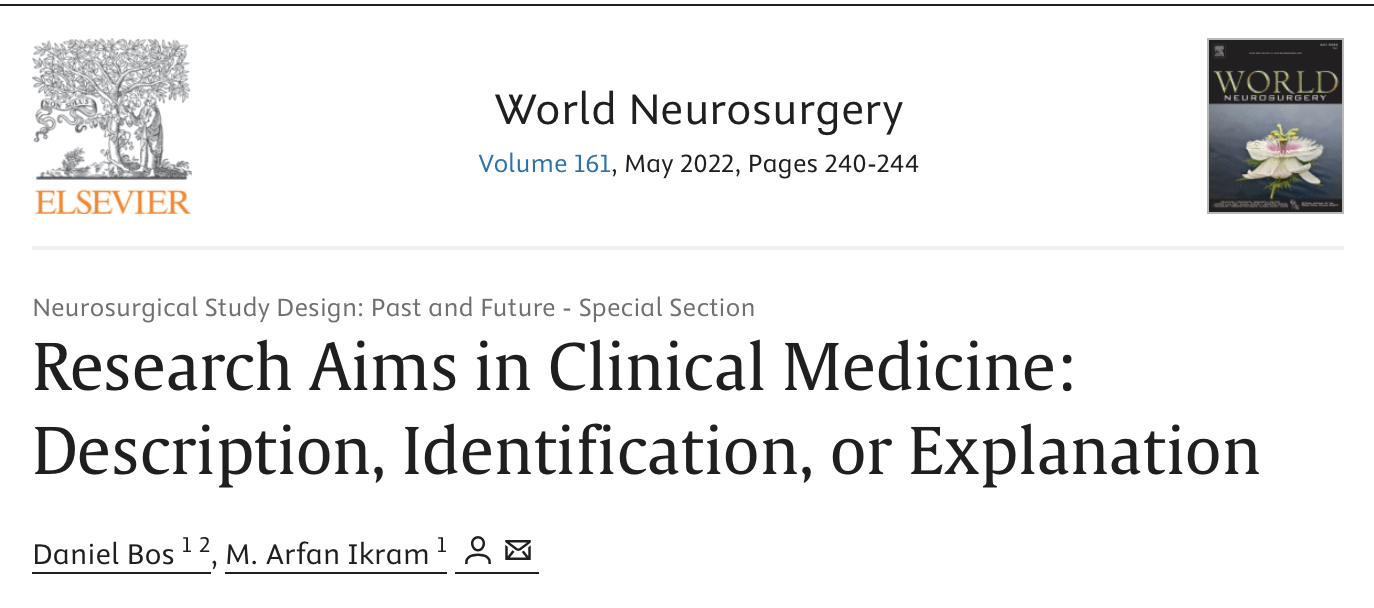 World Neurosurgery
Volume 161, May 2022, Pages 240-244
ELSEVIER
WORLD
NEUROSURGERY
Neurosurgical Study Design: Past and Future - Special Section
Research Aims in Clinical Medicine:
Description, Identification, or Explanation
Daniel Bos 1 2, M. Arfan Ikram 1